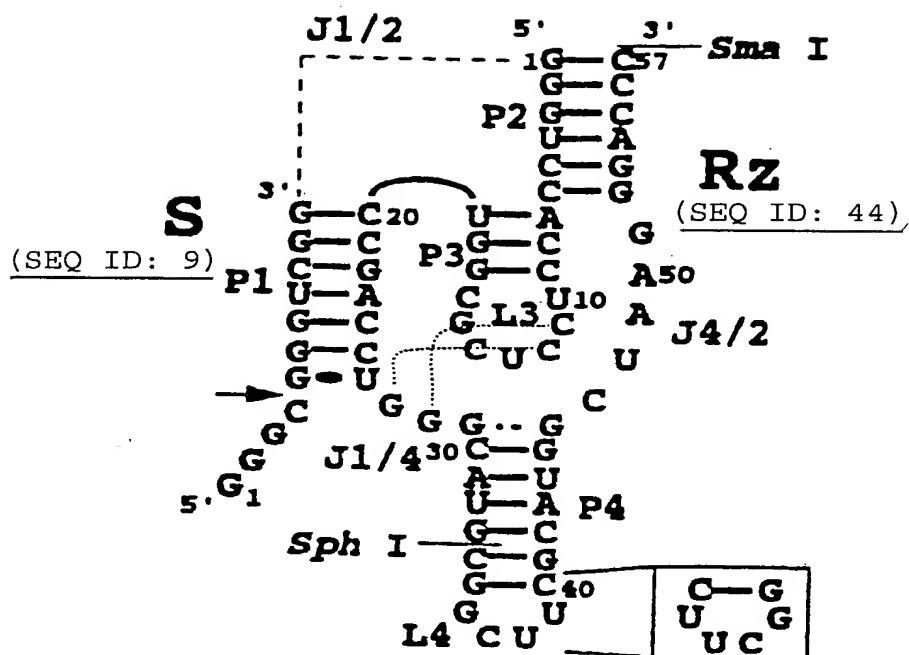 J1/2 5' 3'
1G C57 Sma I
G C
P2 G C
U A
C G
3' C G Rz
S G C20 U A (SEQ ID: 44)
G C G C G
(SEQ ID: 9) P1 C G P3 G C A50
U A C L3 U10
G C G C A J4/2
G C C U C U
G U
C G C
G G G G
G J1/4 30 C G
G A U
5' G1 U A P4
Sph I G C
C G
G C40 C G
G U U G
L4 C U U U C